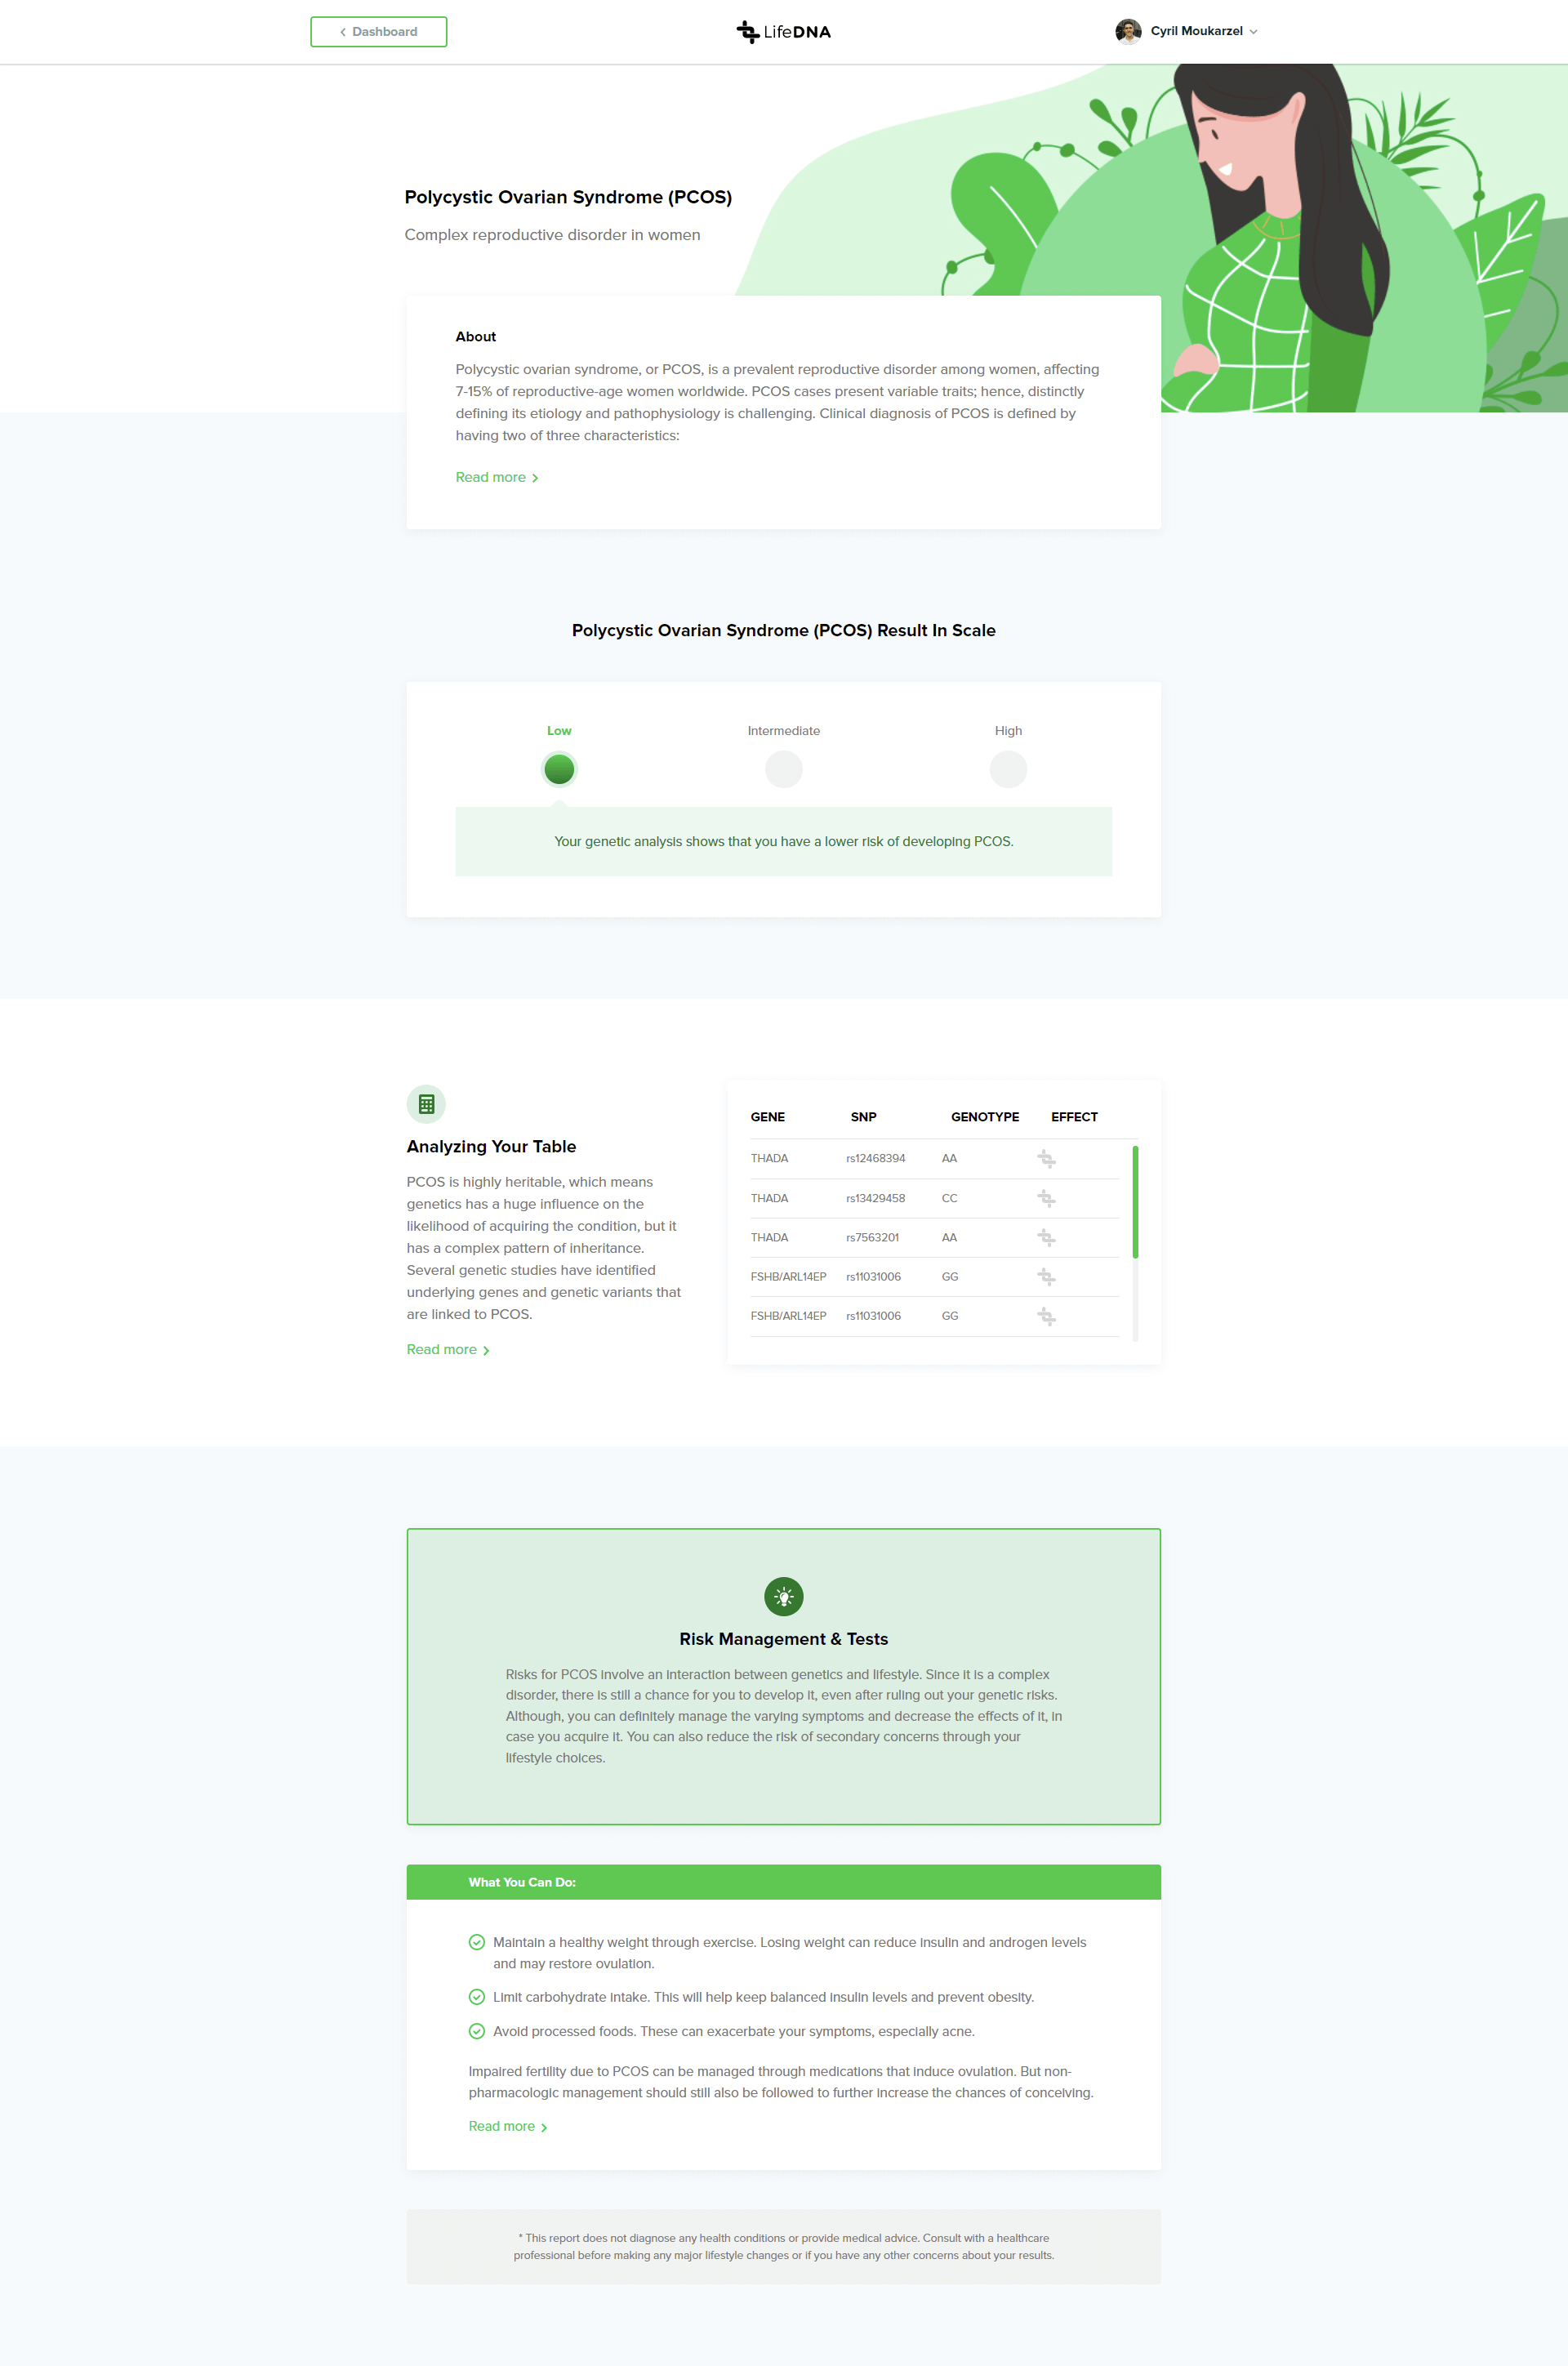 Dashboard
LifeDNA
Cyril Moukarzel
Polycystic Ovarian Syndrome (PCOS)
Complex reproductive disorder in women
About
Polycystic ovarian syndrome, or PCOS, is a prevalent reproductive disorder among women, affecting
7-15% of reproductive-age women worldwide. PCOS cases present variable traits; hence, distinctly
defining its etiology and pathophysiology is challenging. Clinical diagnosis of PCOS is defined by
having two of three characteristics:
Read more
Polycystic Ovarian Syndrome (PCOS) Result In Scale
Low Intermediate High
Your genetic analysis shows that you have a lower risk of developing PCOS.
Analyzing Your Table
PCOS is highly heritable, which means
genetics has a huge influence on the
likelihood of acquiring the condition, but it
has a complex pattern of inheritance.
Several genetic studies have identified
underlying genes and genetic variants that
are linked to PCOS.
Read more
GENE SNP GENOTYPE EFFECT
THADA rs12468394 AA
THADA rs13429458 CC
THADA rs7563201 AA
FSHB/ARL14EP rs11031006 GG
FSHB/ARL14EP rs11031006 GG
Risk Management & Tests
Risks for PCOS involve an interaction between genetics and lifestyle. Since it is a complex
disorder, there is still a chance for you to develop it, even after ruling out your genetic risks.
Although, you can definitely manage the varying symptoms and decrease the effects of it, in
case you acquire it. You can also reduce the risk of secondary concerns through your
lifestyle choices.
What You Can Do:
Maintain a healthy weight through exercise. Losing weight can reduce insulin and androgen levels
and may restore ovulation.
Limit carbohydrate intake. This will help keep balanced insulin levels and prevent obesity.
Avoid processed foods. These can exacerbate your symptoms, especially acne.
Impaired fertility due to PCOS can be managed through medications that induce ovulation. But non-
pharmacologic management should still also be followed to further increase the chances of conceiving.
Read more
* This report does not diagnose any health conditions or provide medical advice. Consult with a healthcare
professional before making any major lifestyle changes or if you have any other concerns about your results.